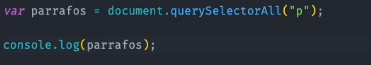 var parrafos = document.querySelectorAll("p");
console.log(parrafos);